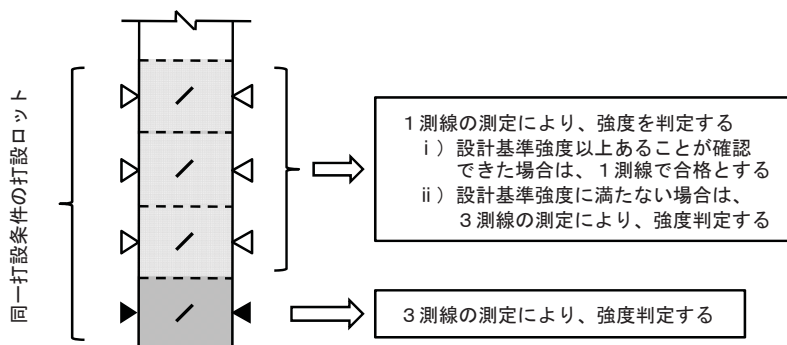 同一打設条件の打設ロット
1測線の測定により、強度を判定する
ⅰ）設計基準強度以上あることが確認
できた場合は、1測線で合格とする
ⅱ）設計基準強度に満たない場合は、
3測線の測定により、強度判定する
3測線の測定により、強度判定する